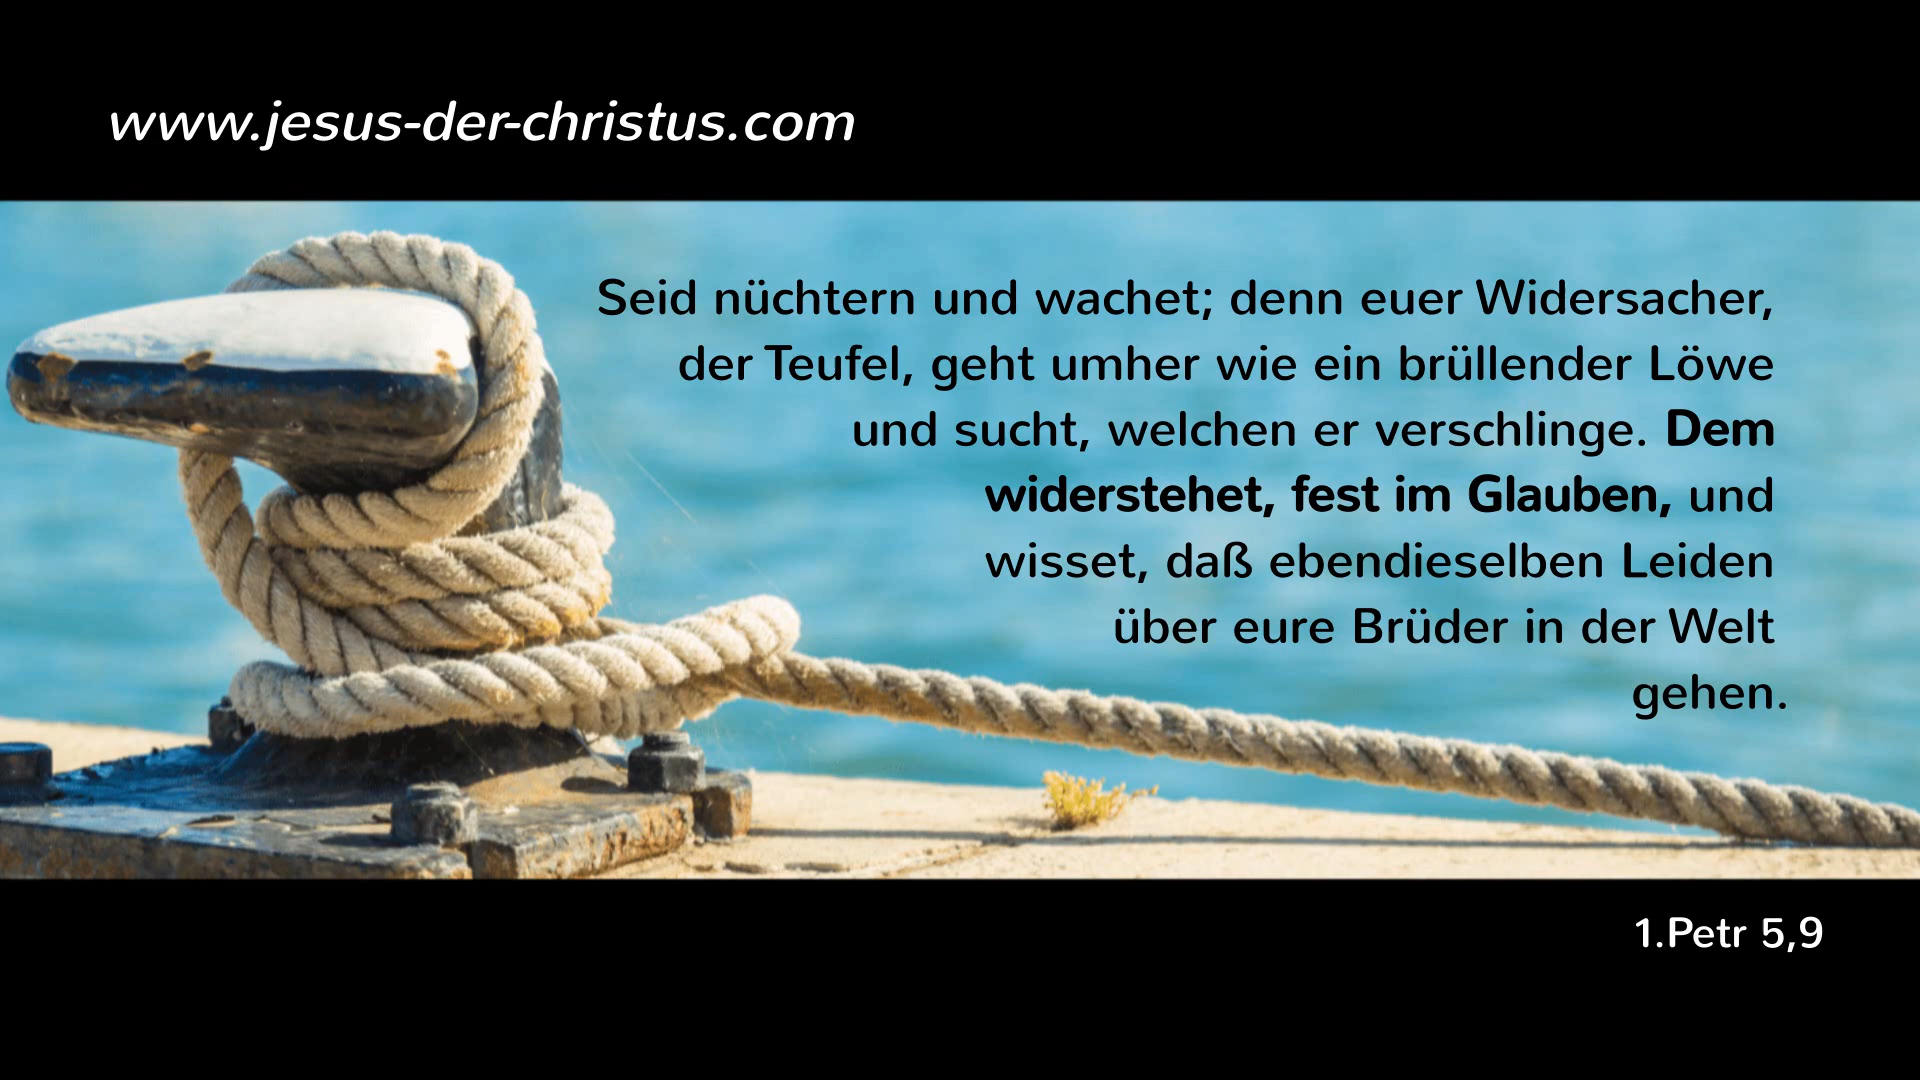 www.jesus-der-christus.com
Seid nüchtern und wachet; denn euer Widersacher,
der Teufel, geht umher wie ein brüllender Löwe
und sucht, welchen er verschlinge. Dem
widerstehet, fest im Glauben, und
wisset, daß ebendieselben Leiden
über eure Brüder in der Welt
gehen.
1.Petr 5,9